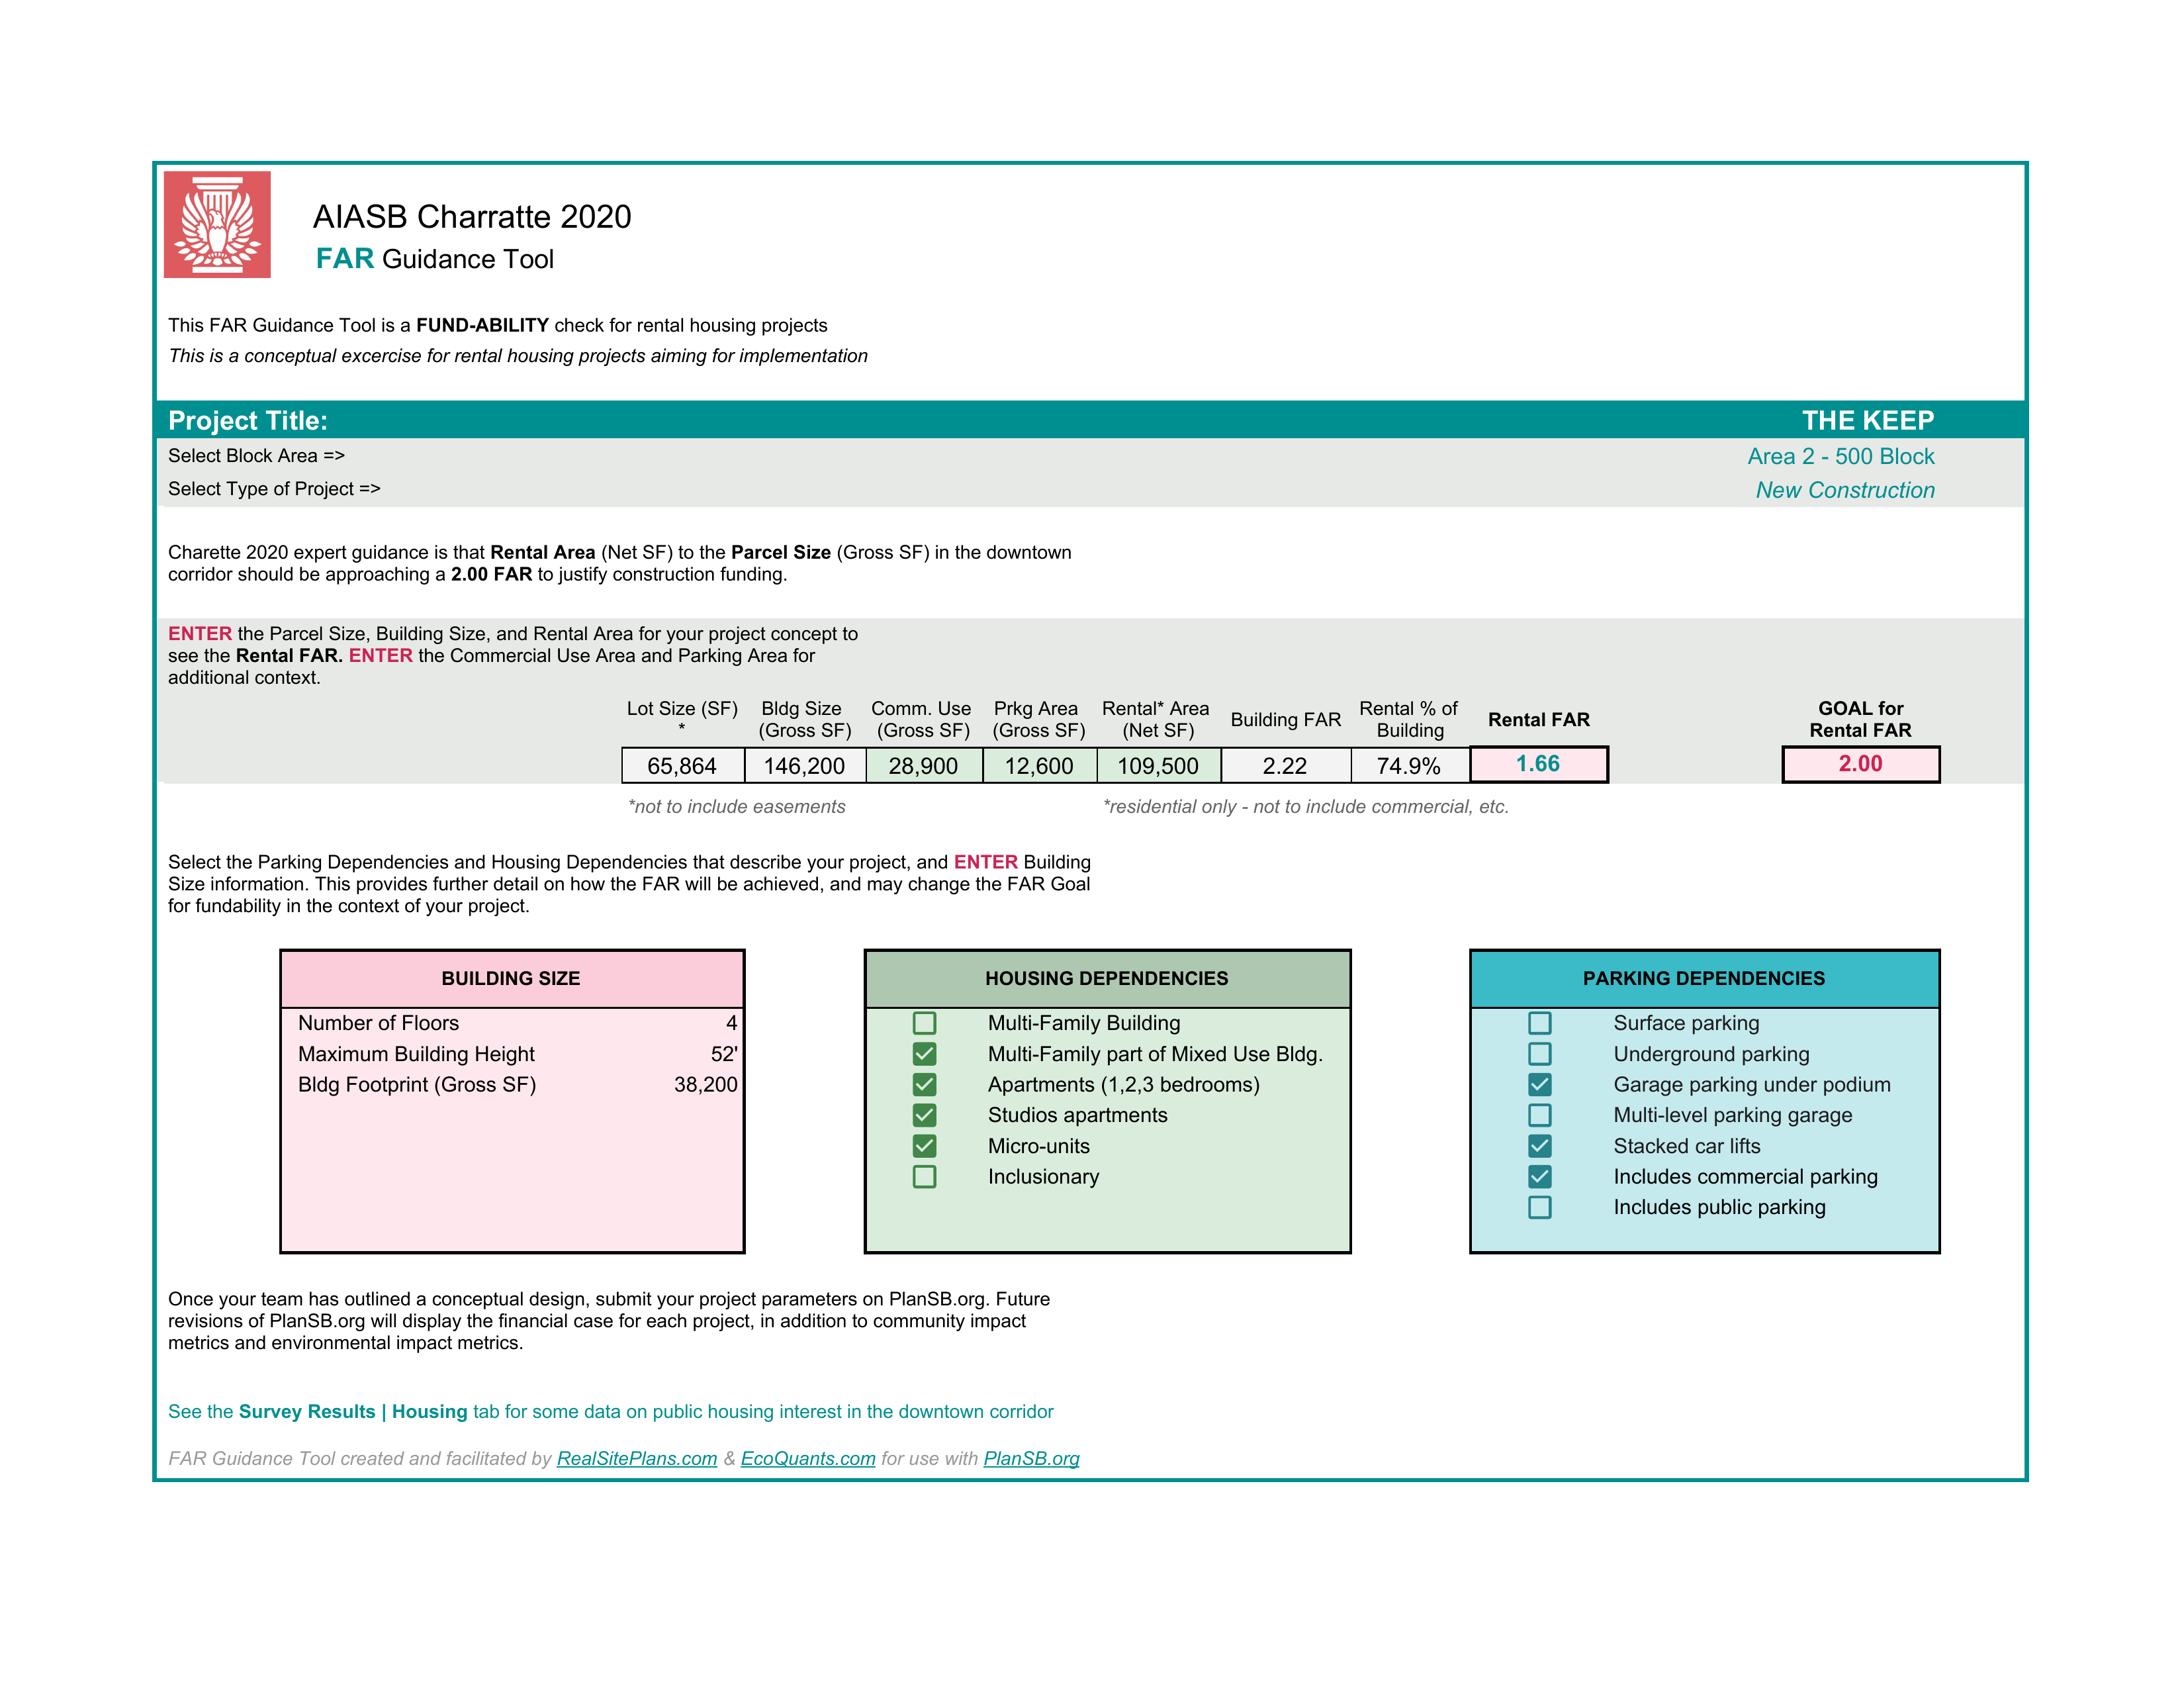 AIASB Charratte 2020
FAR Guidance Tool
This FAR Guidance Tool is a FUND-ABILITY check for rental housing projects
This is a conceptual excercise for rental housing projects aiming for implementation
Project Title: THE KEEP
Select Block Area => Area 2 - 500 Block
Select Type of Project => New Construction
Charette 2020 expert guidance is that Rental Area (Net SF) to the Parcel Size (Gross SF) in the downtown
corridor should be approaching a 2.00 FAR to justify construction funding.
ENTER the Parcel Size, Building Size, and Rental Area for your project concept to
see the Rental FAR. ENTER the Commercial Use Area and Parking Area for
additional context.
Lot Size (SF) Bldg Size Comm. Use Prkg Area Rental* Area Building FAR Rental % of Rental FAR GOAL for
* (Gross SF) (Gross SF) (Gross SF) (Net SF) Building Rental FAR
65,864 146,200 28,900 12,600 109,500 2.22 74.9% 1.66 2.00
*not to include easements *residential only - not to include commercial, etc.
Select the Parking Dependencies and Housing Dependencies that describe your project, and ENTER Building
Size information. This provides further detail on how the FAR will be achieved, and may change the FAR Goal
for fundability in the context of your project.
BUILDING SIZE
Number of Floors 4
Maximum Building Height 52'
Bldg Footprint (Gross SF) 38,200
HOUSING DEPENDENCIES
Multi-Family Building
Multi-Family part of Mixed Use Bldg.
Apartments (1,2,3 bedrooms)
Studios apartments
Micro-units
Inclusionary
PARKING DEPENDENCIES
Surface parking
Underground parking
Garage parking under podium
Multi-level parking garage
Stacked car lifts
Includes commercial parking
Includes public parking
Once your team has outlined a conceptual design, submit your project parameters on PlanSB.org. Future
revisions of PlanSB.org will display the financial case for each project, in addition to community impact
metrics and environmental impact metrics.
See the Survey Results | Housing tab for some data on public housing interest in the downtown corridor
FAR Guidance Tool created and facilitated by RealSitePlans.com & EcoQuants.com for use with PlanSB.org